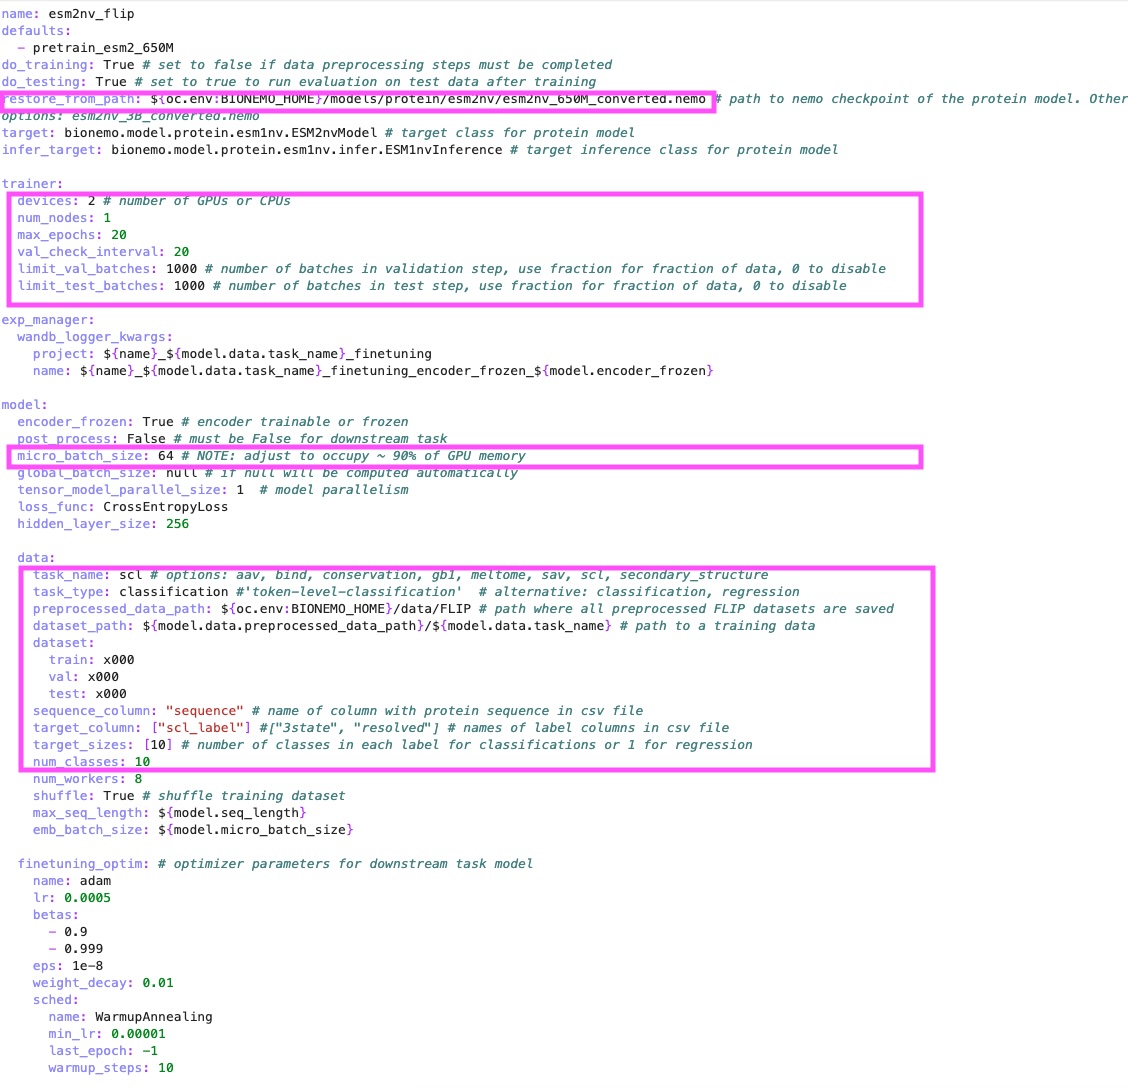 name: esm2nv_flip
defaults:
  - pretrain_esm2_650M
do_training: True # set to false if data preprocessing steps must be completed
do_testing: True # set to true to run evaluation on test data after training
restore_from_path: ${oc.env:BIONEMO_HOME}/models/protein/esm2nv/esm2nv_650M_converted.nemo # path to nemo checkpoint of the protein model. Other
options: esm2nv_3B_converted.nemo
target: bionemo.model.protein.esm1nv.ESM2nvModel # target class for protein model
infer_target: bionemo.model.protein.esm1nv.infer.ESM1nvInference # target inference class for protein model

trainer:
  devices: 2 # number of GPUs or CPUs
  num_nodes: 1
  max_epochs: 20
  val_check_interval: 20
  limit_val_batches: 1000 # number of batches in validation step, use fraction for fraction of data, 0 to disable
  limit_test_batches: 1000 # number of batches in test step, use fraction for fraction of data, 0 to disable

exp_manager:
  wandb_logger_kwargs:
    project: ${name}_${model.data.task_name}_finetuning
    name: ${name}_${model.data.task_name}_finetuning_encoder_frozen_${model.encoder_frozen}

model:
  encoder_frozen: True # encoder trainable or frozen
  post_process: False # must be False for downstream task
  micro_batch_size: 64 # NOTE: adjust to occupy ~ 90% of GPU memory
  global_batch_size: null # if null will be computed automatically
  tensor_model_parallel_size: 1  # model parallelism
  loss_func: CrossEntropyLoss
  hidden_layer_size: 256

  data:
    task_name: scl # options: aav, bind, conservation, gb1, meltome, sav, scl, secondary_structure
    task_type: classification #'token-level-classification'  # alternative: classification, regression
    preprocessed_data_path: ${oc.env:BIONEMO_HOME}/data/FLIP # path where all preprocessed FLIP datasets are saved
    dataset_path: ${model.data.preprocessed_data_path}/${model.data.task_name} # path to a training data
    dataset:
      train: x000
      val: x000
      test: x000
    sequence_column: "sequence" # name of column with protein sequence in csv file
    target_column: ["scl_label"] #["3state", "resolved"] # names of label columns in csv file
    target_sizes: [10] # number of classes in each label for classifications or 1 for regression
    num_classes: 10
    num_workers: 8
    shuffle: True # shuffle training dataset
    max_seq_length: ${model.seq_length}
    emb_batch_size: ${model.micro_batch_size}

  finetuning_optim: # optimizer parameters for downstream task model
    name: adam
    lr: 0.0005
    betas:
      - 0.9
      - 0.999
    eps: 1e-8
    weight_decay: 0.01
    sched:
      name: WarmupAnnealing
      min_lr: 0.00001
      last_epoch: -1
      warmup_steps: 10